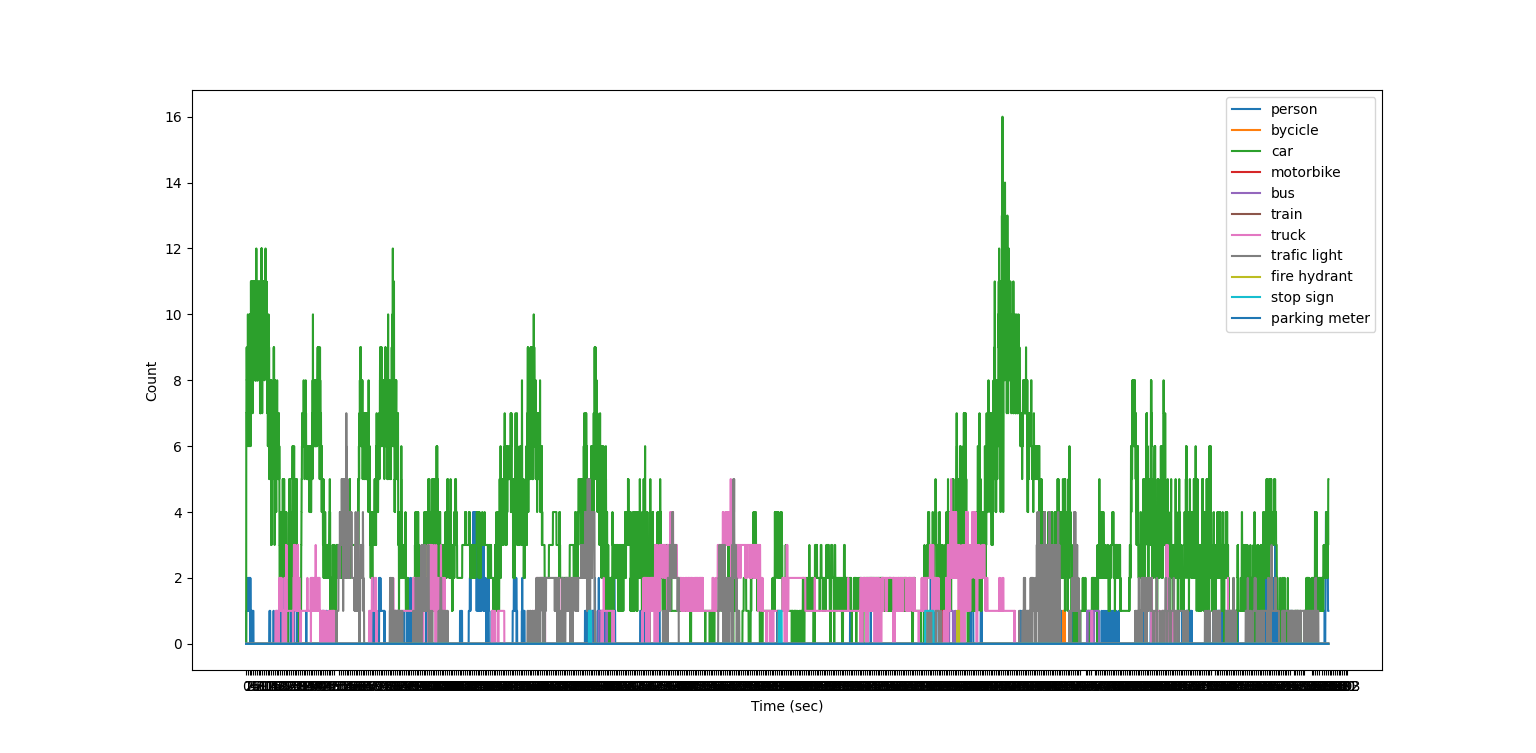 16
14
12
10
8
6
4
2
0
Count
Time (sec)
person
bycicle
car
motorbike
bus
train
truck
trafic light
fire hydrant
stop sign
parking meter